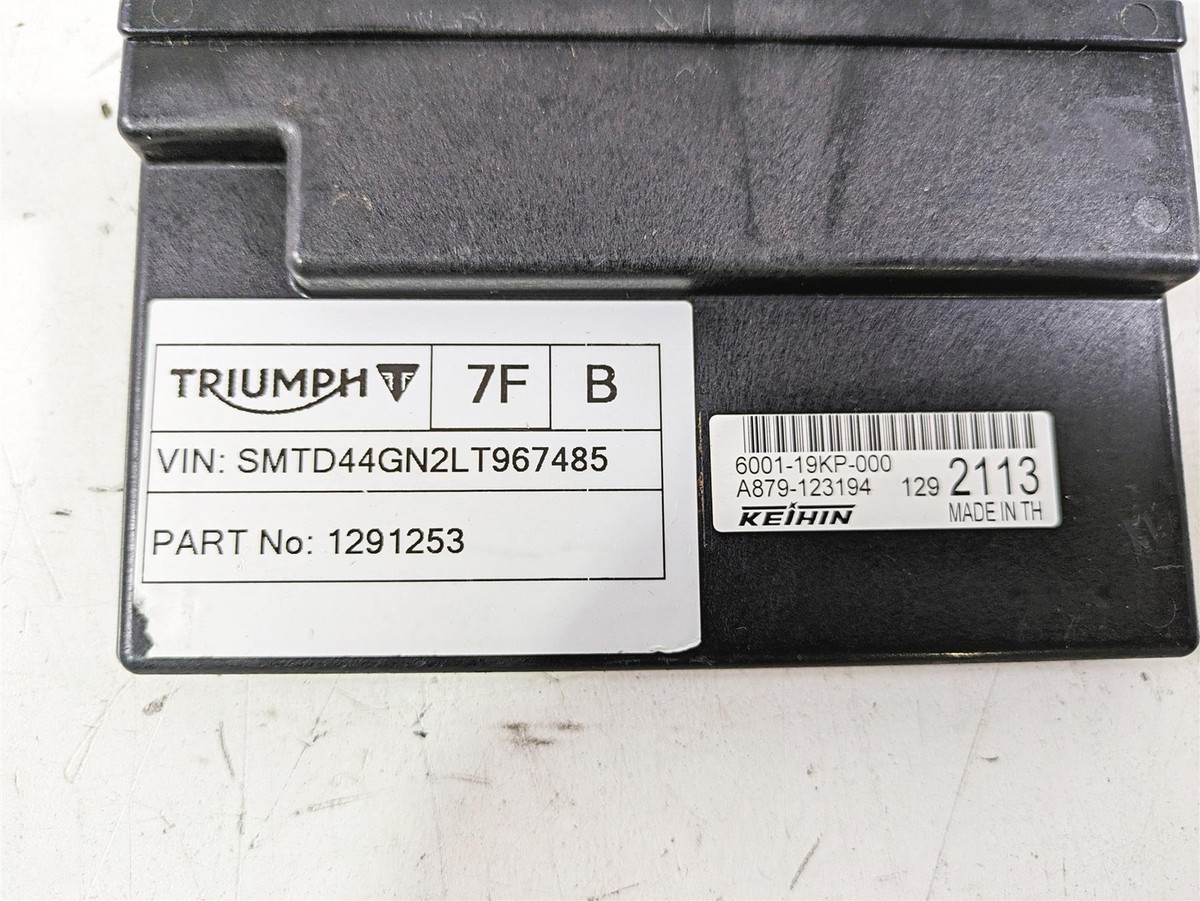 TRIUMPH 7F B
VIN: SMTD44GN2LT967485
PART No: 1291253
6001-19KP-000
A879-123194 129 2113
KEIHIN MADE IN TH